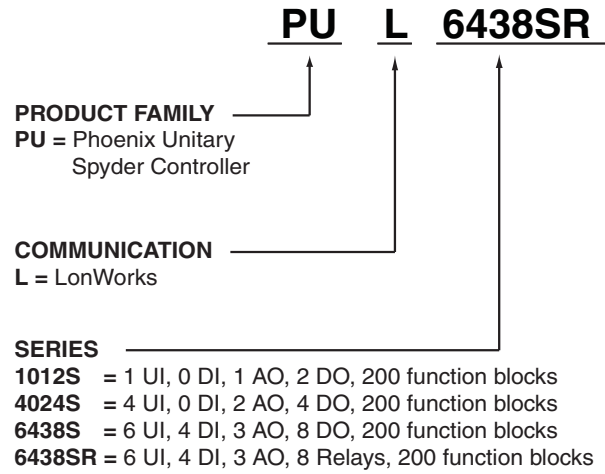 PU L 6438SR
PRODUCT FAMILY
PU = Phoenix Unitary
Spyder Controller
COMMUNICATION
L = LonWorks
SERIES
1012S = 1 UI, 0 DI, 1 AO, 2 DO, 200 function blocks
4024S = 4 UI, 0 DI, 2 AO, 4 DO, 200 function blocks
6438S = 6 UI, 4 DI, 3 AO, 8 DO, 200 function blocks
6438SR = 6 UI, 4 DI, 3 AO, 8 Relays, 200 function blocks